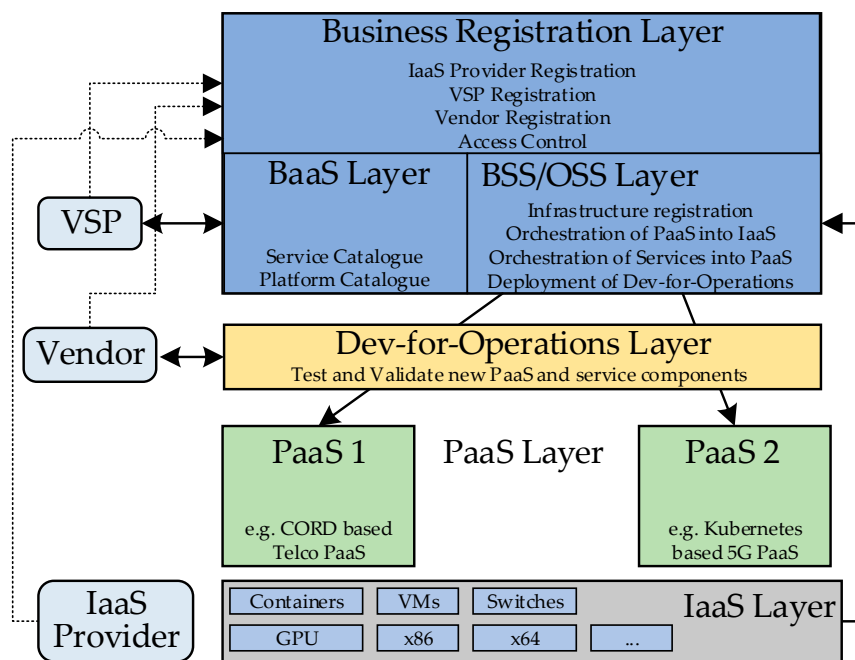 Business Registration Layer
IaaS Provider Registration
VSP Registration
Vendor Registration
Access Control
BaaS Layer
Service Catalogue
Platform Catalogue
BSS/OSS Layer
Infrastructure registration
Orchestration of PaaS into IaaS
Orchestration of Services into PaaS
Deployment of Dev-for-Operations
VSP
Vendor
Dev-for-Operations Layer
Test and Validate new PaaS and service components
PaaS 1
e.g. CORD based
Telco PaaS
PaaS Layer
PaaS 2
e.g. Kubernetes
based 5G PaaS
IaaS
Provider
Containers
VMs
Switches
IaaS Layer
GPU
x86
x64
...